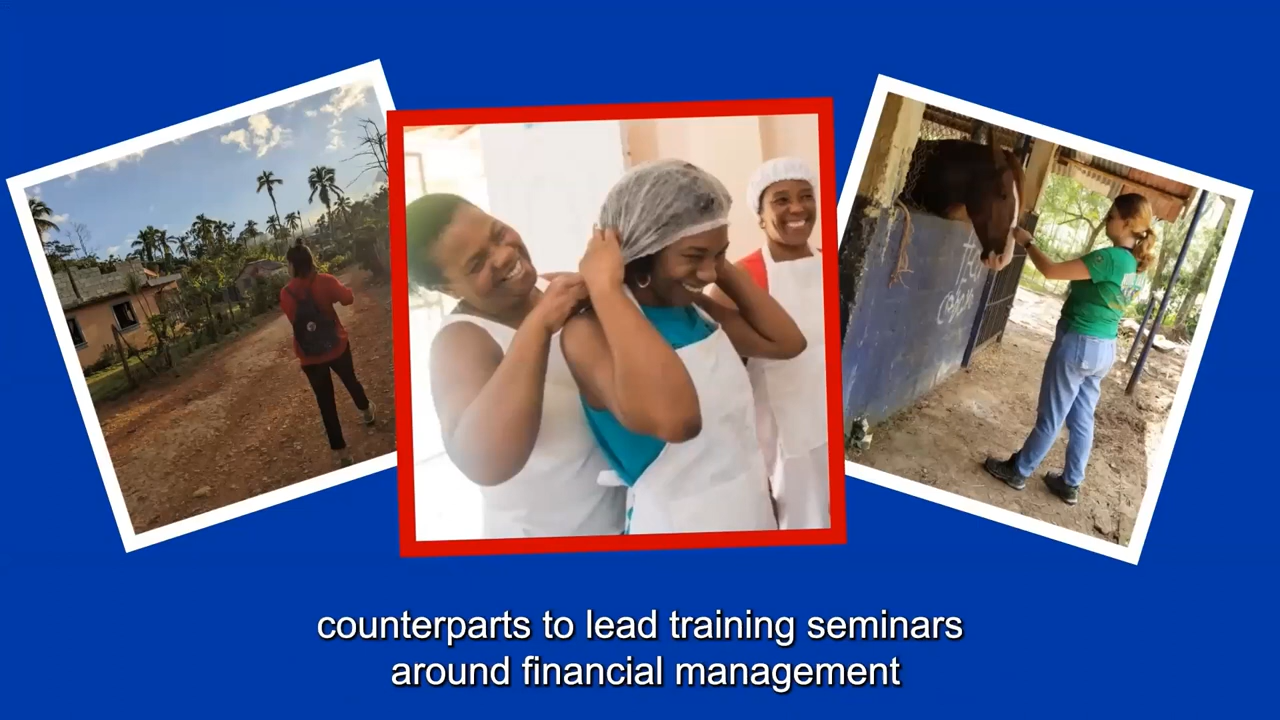 counterparts to lead training seminars
around financial management